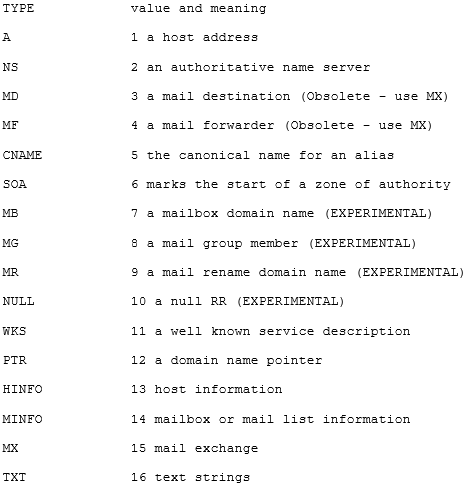 TYPE value and meaning
A 1 a host address
NS 2 an authoritative name server
MD 3 a mail destination (Obsolete - use MX)
MF 4 a mail forwarder (Obsolete - use MX)
CNAME 5 the canonical name for an alias
SOA 6 marks the start of a zone of authority
MB 7 a mailbox domain name (EXPERIMENTAL)
MG 8 a mail group member (EXPERIMENTAL)
MR 9 a mail rename domain name (EXPERIMENTAL)
NULL 10 a null RR (EXPERIMENTAL)
WKS 11 a well known service description
PTR 12 a domain name pointer
HINFO 13 host information
MINFO 14 mailbox or mail list information
MX 15 mail exchange
TXT 16 text strings